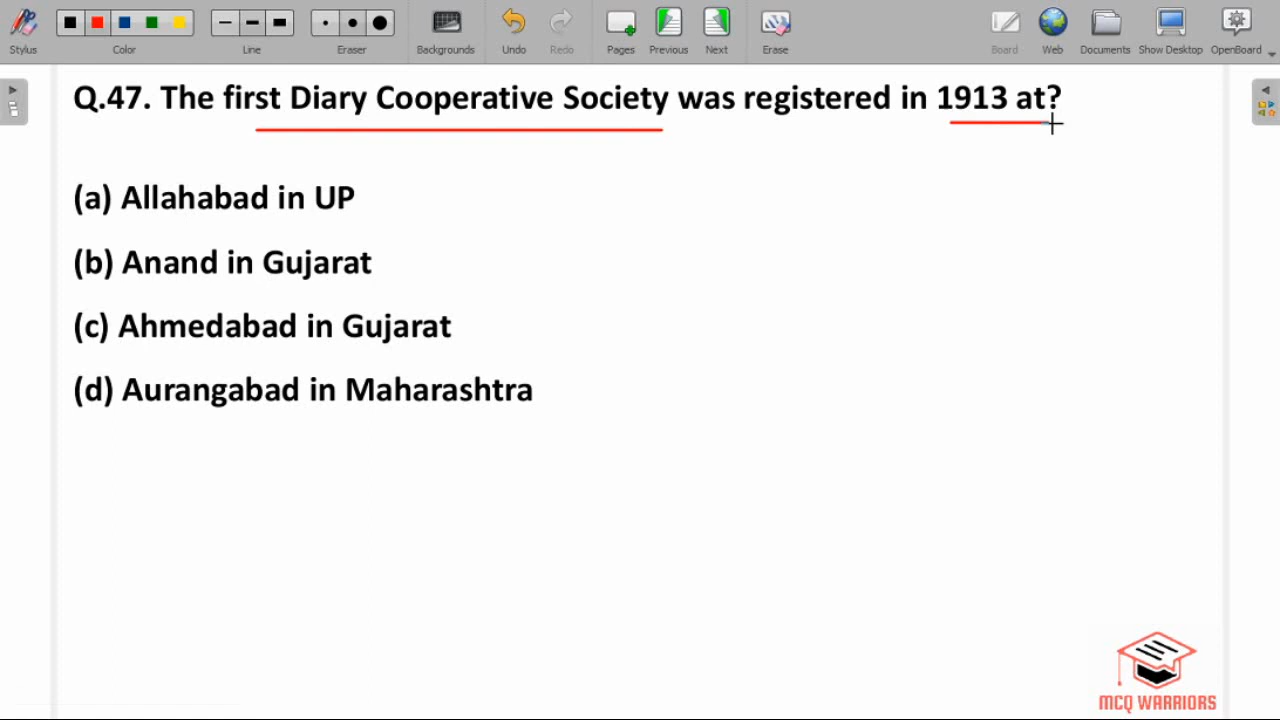 Stylus
Color
Line
Eraser
Backgrounds
Undo
Redo
Pages
Previous
Next
Erase
Board
Web
Documents
Show Desktop
OpenBoard
Q.47. The first Diary Cooperative Society was registered in 1913 at?
(a) Allahabad in UP
(b) Anand in Gujarat
(c) Ahmedabad in Gujarat
(d) Aurangabad in Maharashtra
MCQ WARRIORS